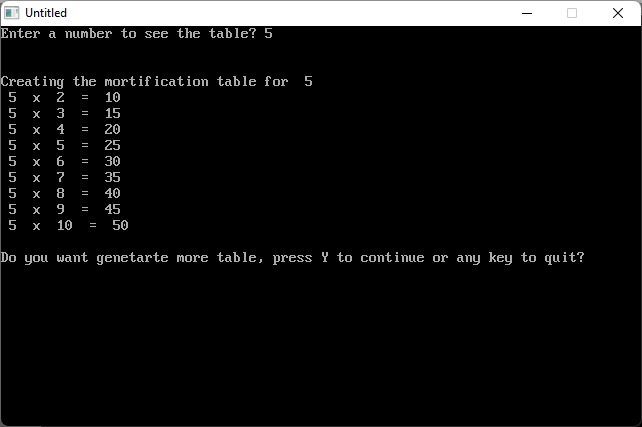 Untitled
Enter a number to see the table? 5
Creating the mortification table for  5
5  x  2  =  10
5  x  3  =  15
5  x  4  =  20
5  x  5  =  25
5  x  6  =  30
5  x  7  =  35
5  x  8  =  40
5  x  9  =  45
5  x  10  =  50
Do you want genetarte more table, press Y to continue or any key to quit?